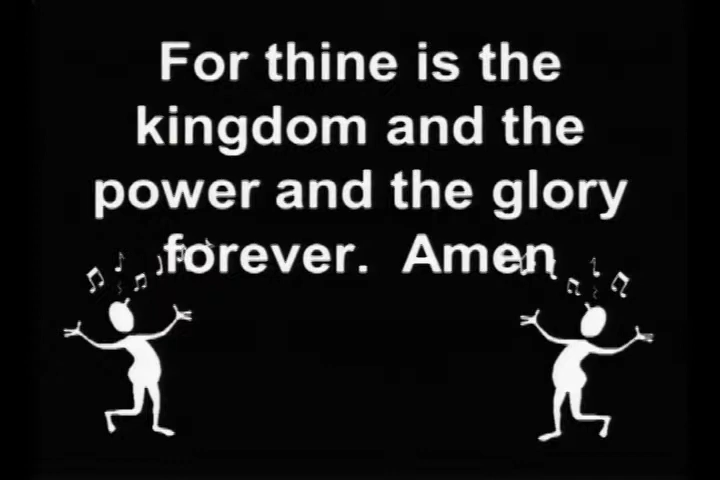 For thine is the
kingdom and the
power and the glory
forever.  Amen